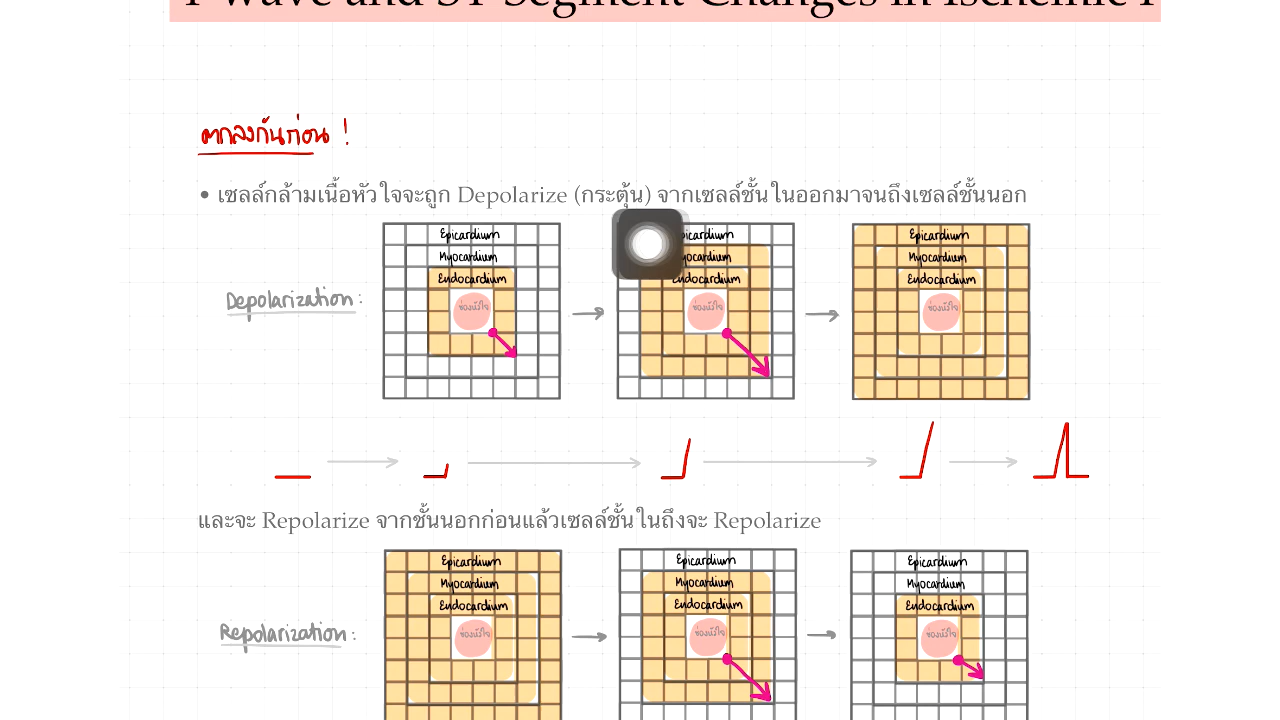 T Wave and ST Segment Changes in Ischemic
ตกลงกันก่อน !
• เซลล์กล้ามเนื้อหัวใจจะถูก Depolarize (กระตุ้น) จากเซลล์ชั้นในออกมาจนถึงเซลล์ชั้นนอก
Epicardium Epicardium Epicardium
Myocardium Myocardium Myocardium
Endocardium Endocardium Endocardium
Depolarization: ช่องหัวใจ ช่องหัวใจ ช่องหัวใจ
และจะ Repolarize จากชั้นนอกก่อนแล้วเซลล์ชั้นในถึงจะ Repolarize
Epicardium Epicardium Epicardium
Myocardium Myocardium Myocardium
Endocardium Endocardium Endocardium
Repolarization: ช่องหัวใจ ช่องหัวใจ ช่องหัวใจ